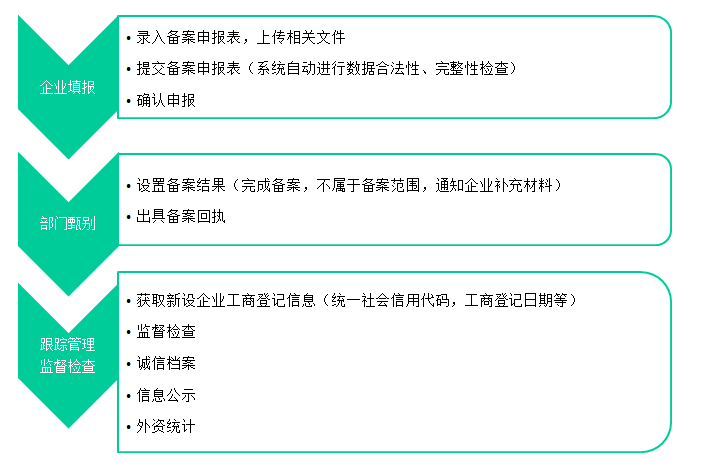 企业填报
• 录入备案申报表，上传相关文件
• 提交备案申报表（系统自动进行数据合法性、完整性检查）
• 确认申报
部门甄别
• 设置备案结果（完成备案，不属于备案范围，通知企业补充材料）
• 出具备案回执
跟踪管理
监督检查
• 获取新设企业工商登记信息（统一社会信用代码，工商登记日期等）
• 监督检查
• 诚信档案
• 信息公示
• 外资统计